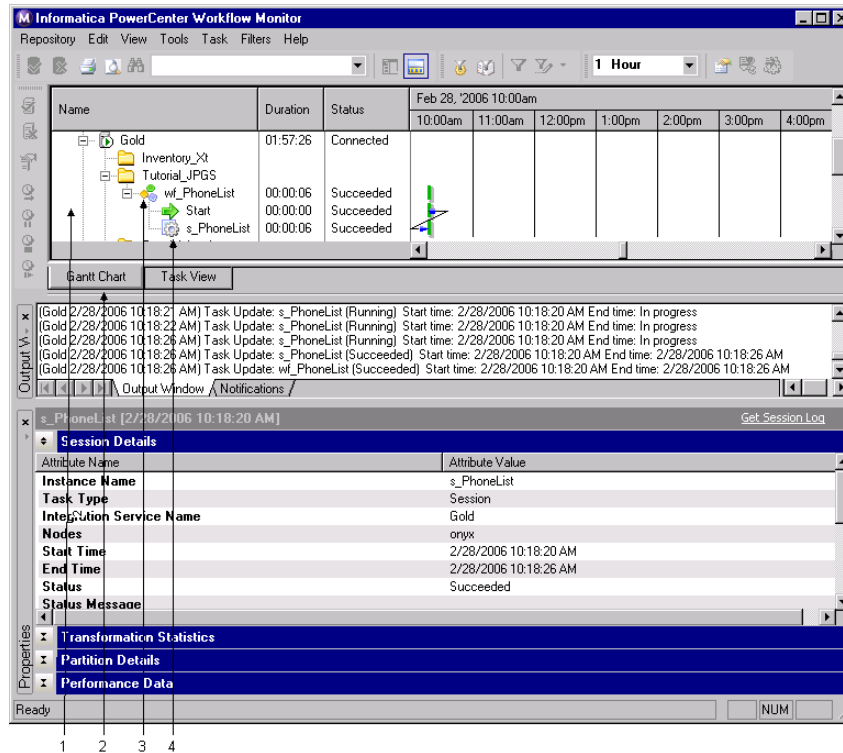 Informatica PowerCenter Workflow Monitor
Repository Edit View Tools Task Filters Help
1 Hour
Name Duration Status Feb 28, '2006 10:00am
10:00am 11:00am 12:00pm 1:00pm 2:00pm 3:00pm 4:00pm
Gold 01:57:26 Connected
Inventory_Xt
Tutorial_JPGS
wf_PhoneList 00:00:06 Succeeded
Start 00:00:00 Succeeded
s_PhoneList 00:00:06 Succeeded
Gantt Chart Task View
(Gold 2/28/2006 10:18:21 AM) Task Update: s_PhoneList (Running) Start time: 2/28/2006 10:18:20 AM End time: In progress
(Gold 2/28/2006 10:18:22 AM) Task Update: s_PhoneList (Running) Start time: 2/28/2006 10:18:20 AM End time: In progress
(Gold 2/28/2006 10:18:26 AM) Task Update: s_PhoneList (Running) Start time: 2/28/2006 10:18:20 AM End time: In progress
(Gold 2/28/2006 10:18:26 AM) Task Update: s_PhoneList (Succeeded) Start time: 2/28/2006 10:18:20 AM End time: 2/28/2006 10:18:26 AM
(Gold 2/28/2006 10:18:26 AM) Task Update: wf_PhoneList (Succeeded) Start time: 2/28/2006 10:18:20 AM End time: 2/28/2006 10:18:26 AM
Output Window Notifications
Output
s_PhoneList [2/28/2006 10:18:20 AM] Get Session Log
Session Details
Attribute Name Attribute Value
Instance Name s_PhoneList
Task Type Session
Integration Service Name Gold
Nodes onyx
Start Time 2/28/2006 10:18:20 AM
End Time 2/28/2006 10:18:26 AM
Status Succeeded
Status Message
Transformation Statistics
Partition Details
Performance Data
Properties
Ready NUM
1 2 3 4